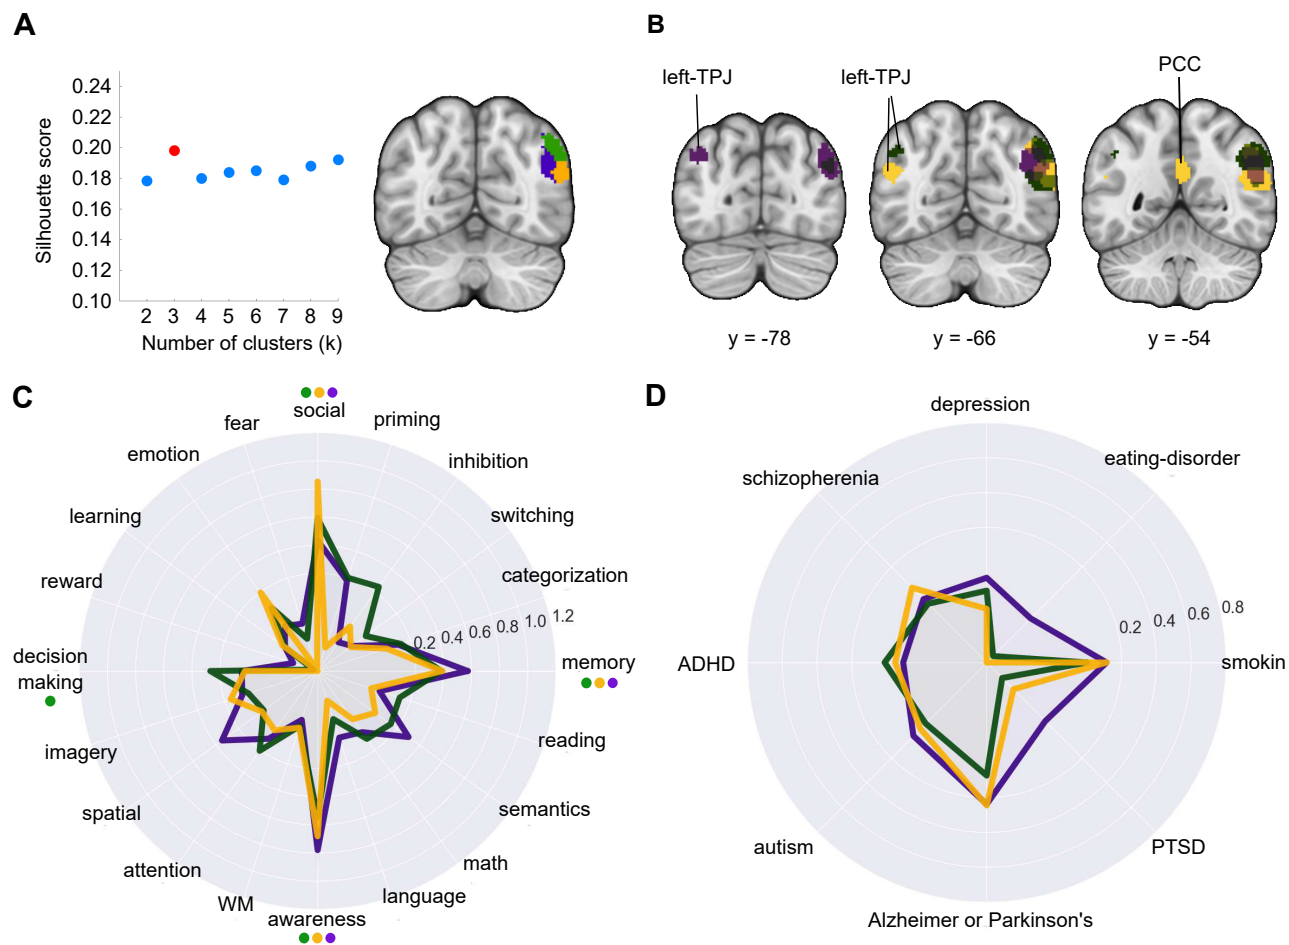 A
Silhouette score
0.24
0.22
0.20
0.18
0.16
0.14
0.12
0.10
2 3 4 5 6 7 8 9
Number of clusters (k)
B
left-TPJ
left-TPJ
PCC
y = -78
y = -66
y = -54
C
social
priming
inhibition
switching
categorization
memory
reading
semantics
math
language
awareness
WM
attention
spatial
imagery
decision
making
reward
learning
emotion
fear
0.2 0.4 0.6 0.8 1.0 1.2
D
depression
eating-disorder
smokin
PTSD
Alzheimer or Parkinson's
autism
ADHD
schizopherenia
0.2 0.4 0.6 0.8